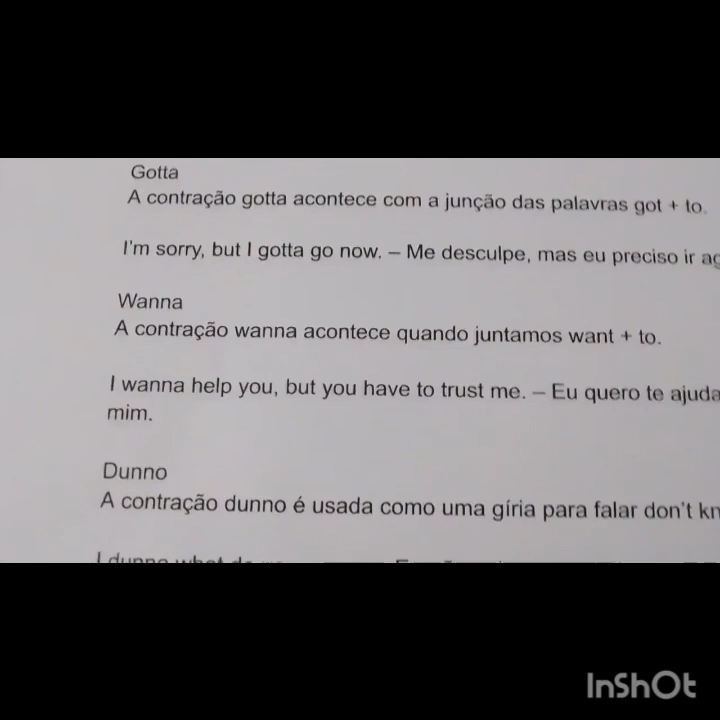 Gotta
A contração gotta acontece com a junção das palavras got + to.
I'm sorry, but I gotta go now. – Me desculpe, mas eu preciso ir
Wanna
A contração wanna acontece quando juntamos want + to.
I wanna help you, but you have to trust me. – Eu quero te
mim.
Dunno
A contração dunno é usada como uma gíria para falar don't
I dunno what
InShOt